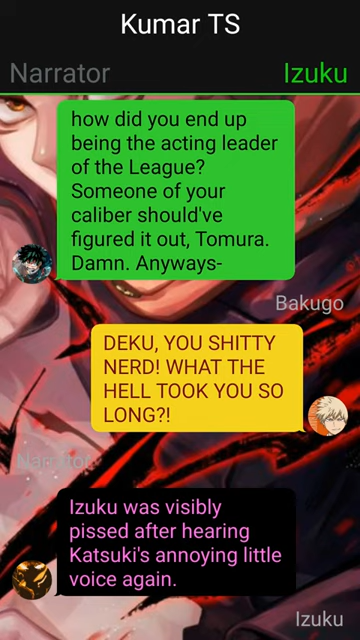 Kumar TS
Narrator
Izuku
how did you end up
being the acting leader
of the League?
Someone of your
caliber should've
figured it out, Tomura.
Damn. Anyways-
Bakugo
DEKU, YOU SHITTY
NERD! WHAT THE
HELL TOOK YOU SO
LONG?!
Narrator
Izuku was visibly
pissed after hearing
Katsuki's annoying little
voice again.
Izuku